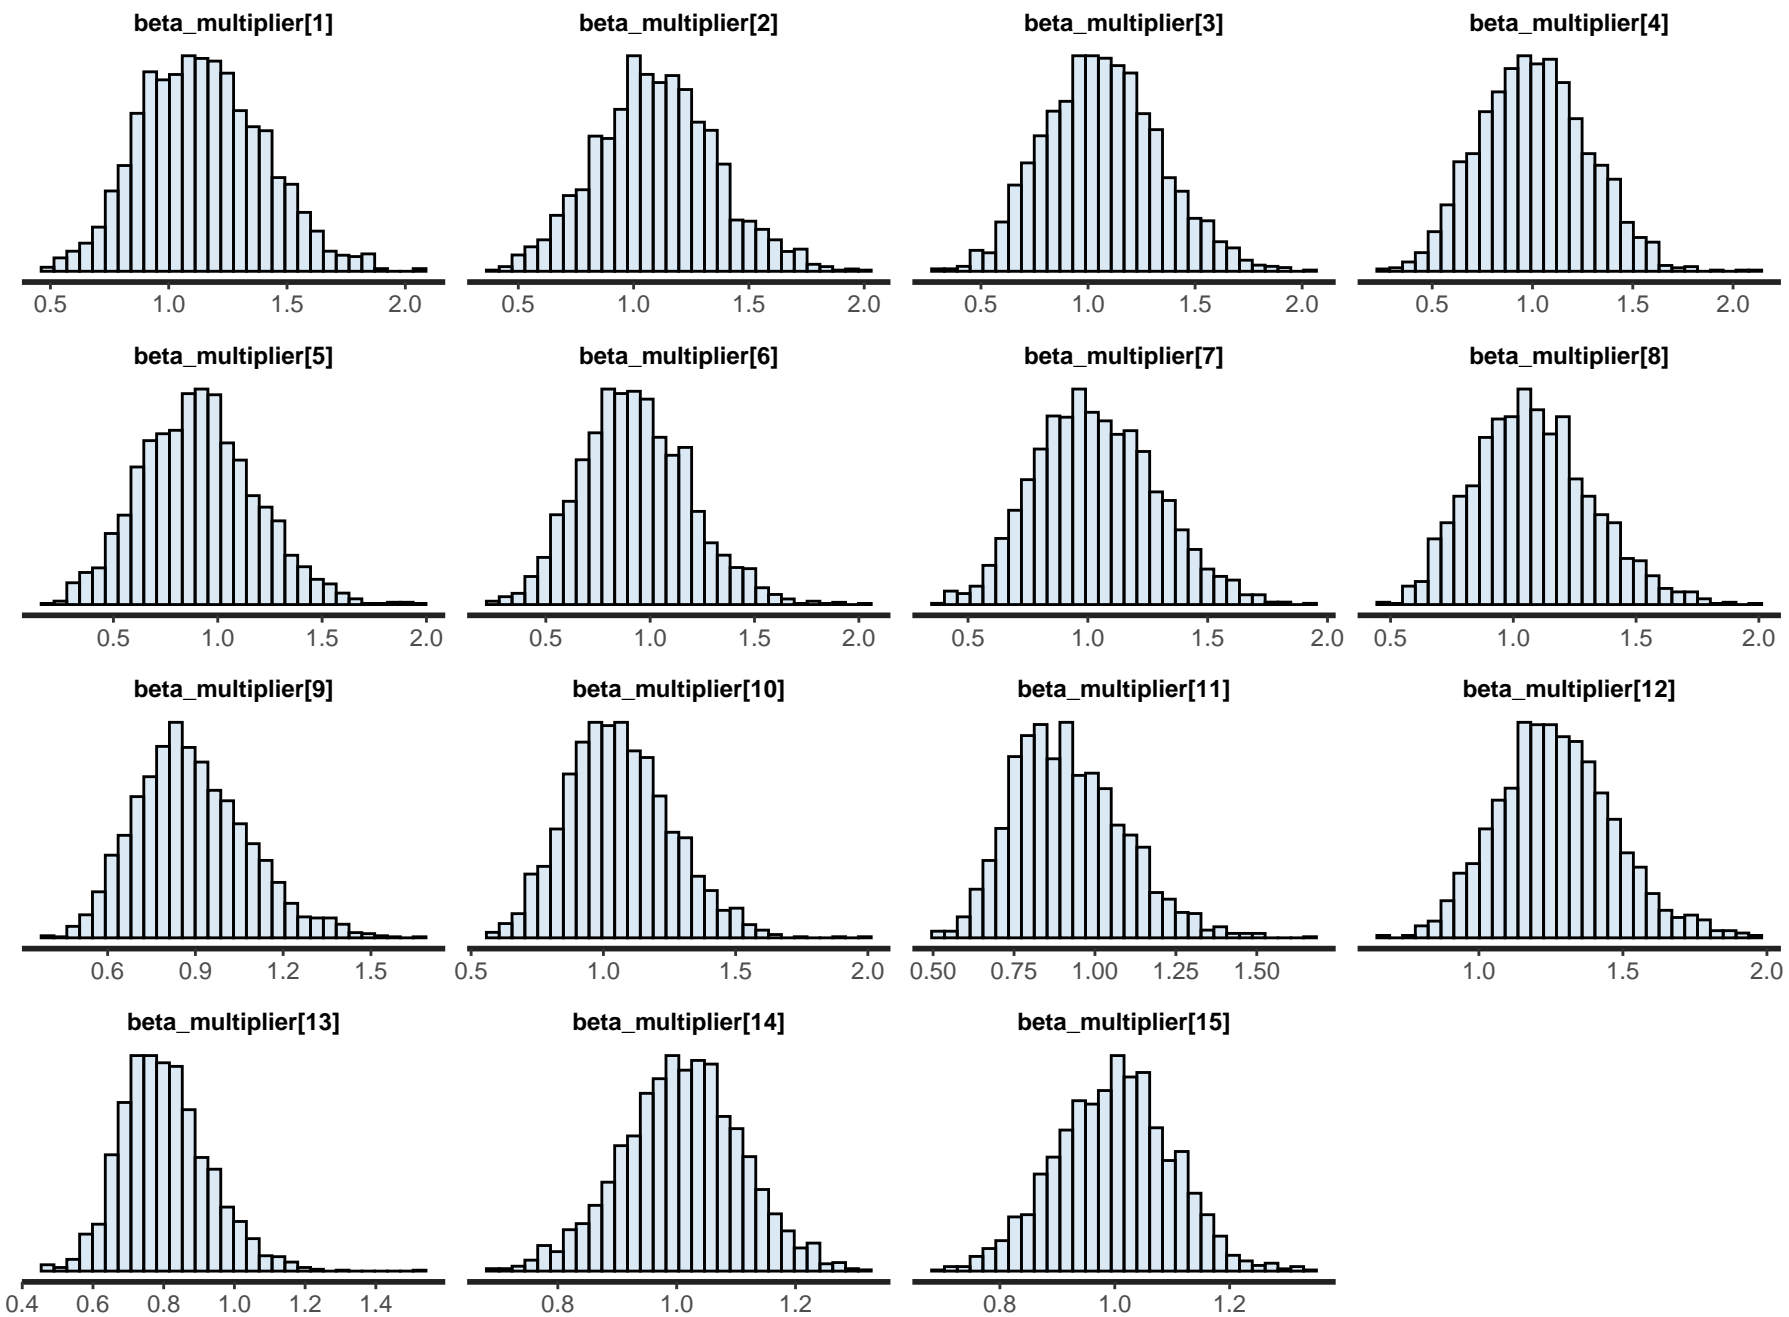 beta_multiplier[1] beta_multiplier[2] beta_multiplier[3] beta_multiplier[4]
0.5 1.0 1.5 2.0 0.5 1.0 1.5 2.0 0.5 1.0 1.5 2.0 0.5 1.0 1.5 2.0
beta_multiplier[5] beta_multiplier[6] beta_multiplier[7] beta_multiplier[8]
0.5 1.0 1.5 2.0 0.5 1.0 1.5 2.0 0.5 1.0 1.5 2.0 0.5 1.0 1.5 2.0
beta_multiplier[9] beta_multiplier[10] beta_multiplier[11] beta_multiplier[12]
0.6 0.9 1.2 1.5 0.5 1.0 1.5 2.0 0.50 0.75 1.00 1.25 1.50 1.0 1.5 2.0
beta_multiplier[13] beta_multiplier[14] beta_multiplier[15]
0.4 0.6 0.8 1.0 1.2 1.4 0.8 1.0 1.2 0.8 1.0 1.2